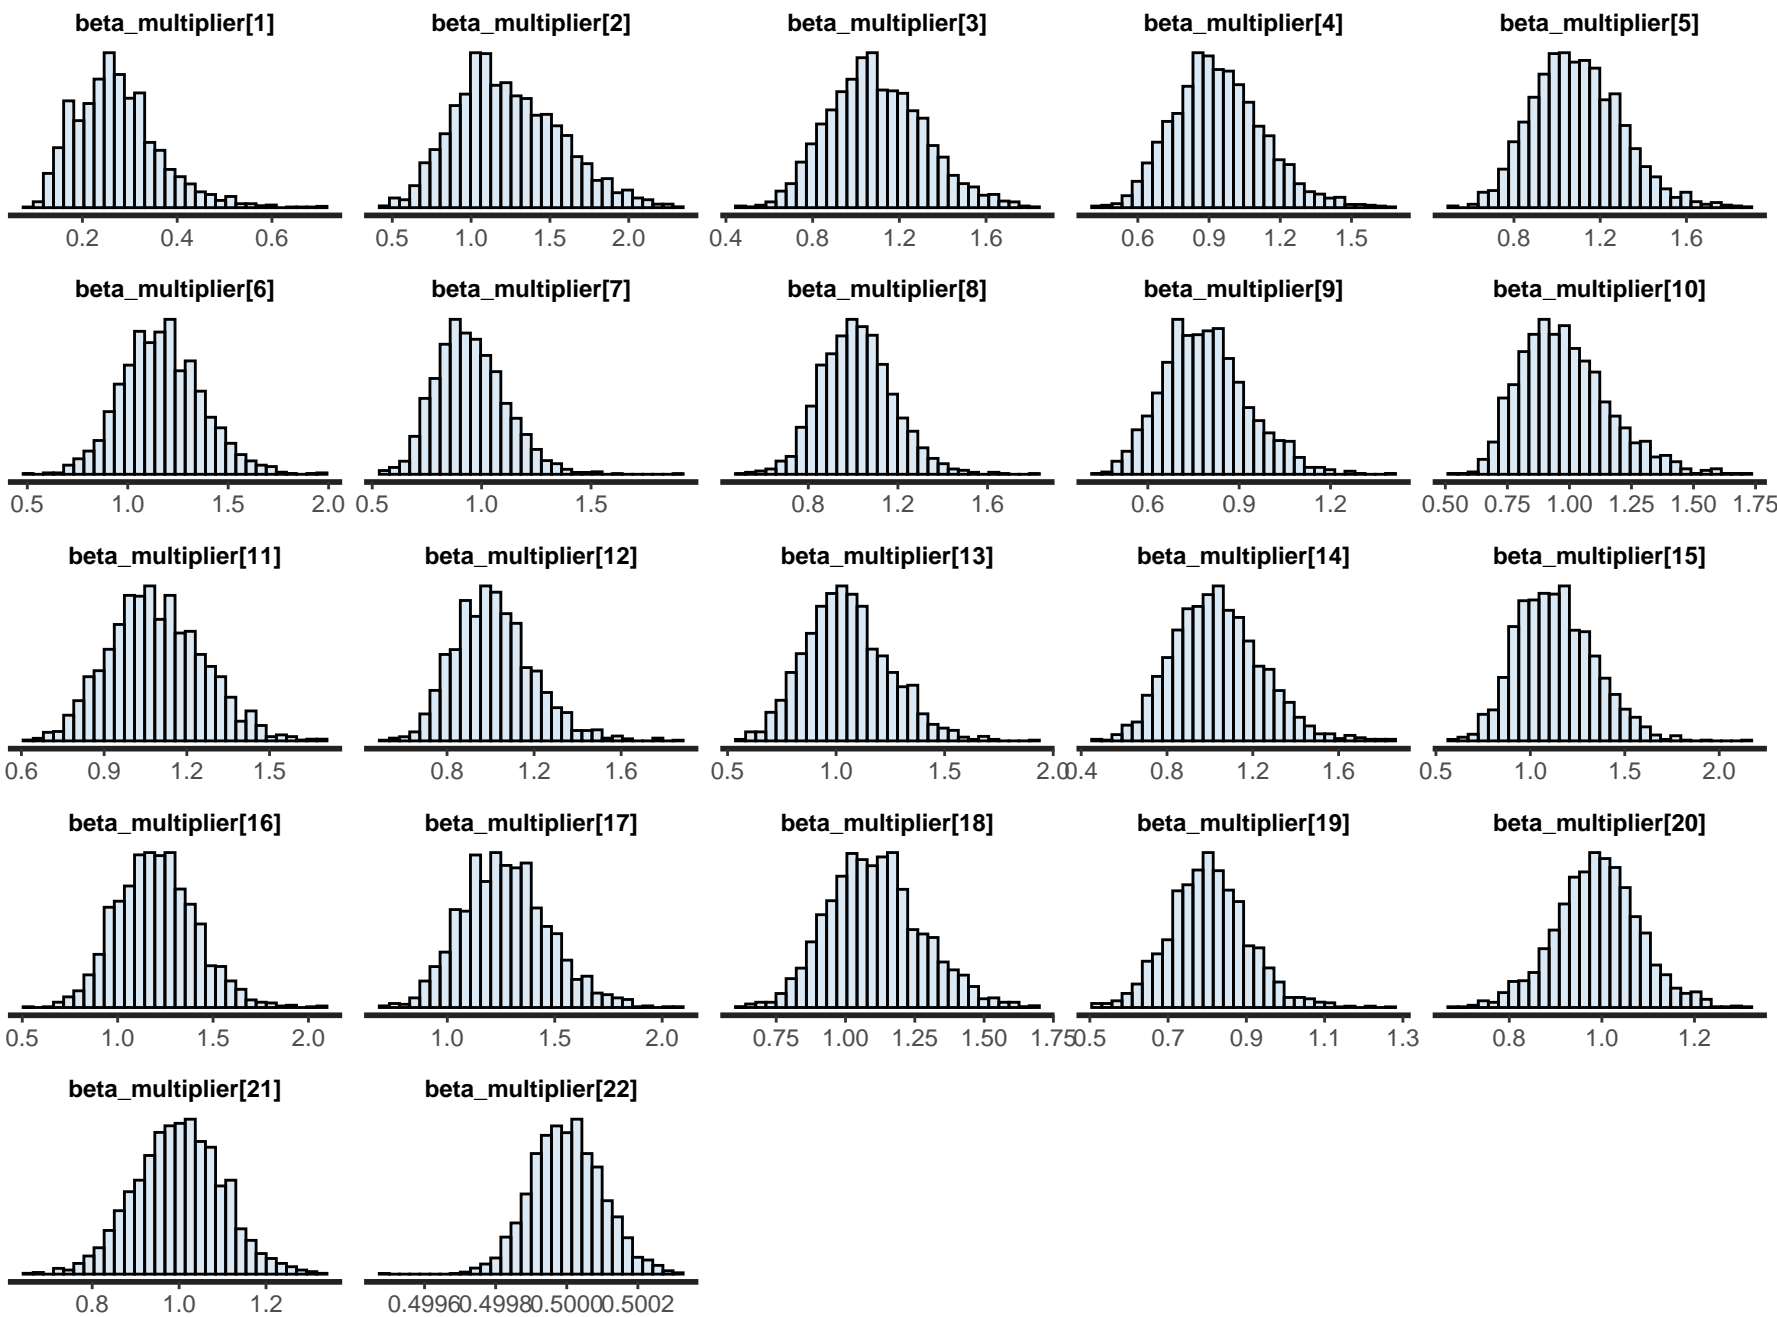 beta_multiplier[1] beta_multiplier[2] beta_multiplier[3] beta_multiplier[4] beta_multiplier[5]
0.2 0.4 0.6 0.5 1.0 1.5 2.0 0.4 0.8 1.2 1.6 0.6 0.9 1.2 1.5 0.8 1.2 1.6
beta_multiplier[6] beta_multiplier[7] beta_multiplier[8] beta_multiplier[9] beta_multiplier[10]
0.5 1.0 1.5 2.0 0.5 1.0 1.5 0.8 1.2 1.6 0.6 0.9 1.2 0.50 0.75 1.00 1.25 1.50 1.75
beta_multiplier[11] beta_multiplier[12] beta_multiplier[13] beta_multiplier[14] beta_multiplier[15]
0.6 0.9 1.2 1.5 0.8 1.2 1.6 0.5 1.0 1.5 2.0 0.4 0.8 1.2 1.6 0.5 1.0 1.5 2.0
beta_multiplier[16] beta_multiplier[17] beta_multiplier[18] beta_multiplier[19] beta_multiplier[20]
0.5 1.0 1.5 2.0 1.0 1.5 2.0 0.75 1.00 1.25 1.50 1.75 0.5 0.7 0.9 1.1 1.3 0.8 1.0 1.2
beta_multiplier[21] beta_multiplier[22]
0.8 1.0 1.2 0.4996 0.4998 0.5000 0.5002